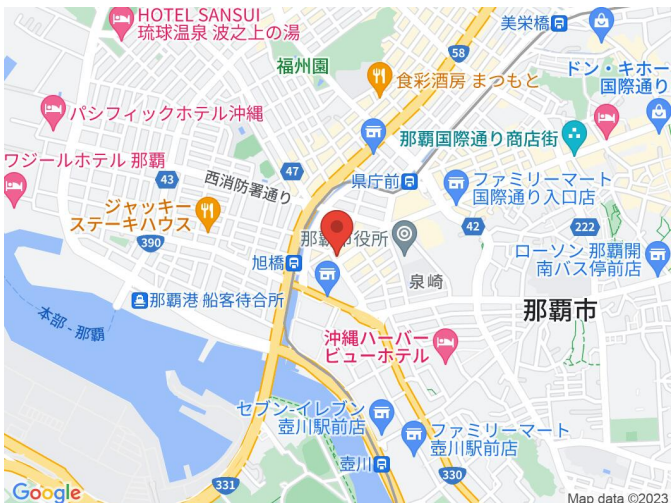 HOTEL SANSUI
琉球温泉 波之上の湯
美栄橋
58
福州園
食彩酒房 まつもと
ドン・キホー
国際通り
パシフィックホテル沖縄
那覇国際通り商店街
ワジールホテル 那覇
47
43
西消防署通り
県庁前
ファミリーマート
国際通り入口店
ジャッキー
ステーキハウス
390
那覇市役所
42
222
旭橋
ローソン 那覇開
南バス停前店
泉崎
那覇港 船客待合所
那覇市
本部 - 那覇
沖縄ハーバー
ビューホテル
セブン-イレブン
壺川駅前店
ファミリーマート
壺川駅前店
壺川
331
330
Google
Map data ©2023